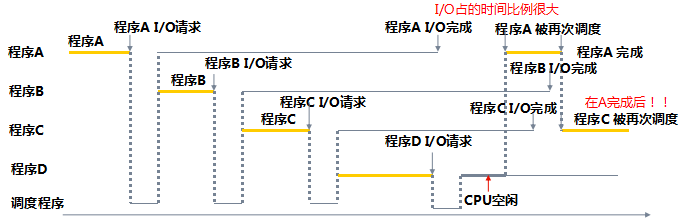 I/O占的时间比例很大
程序A I/O请求
程序A I/O完成
程序A 被再次调度
程序A
程序A
程序A 完成
程序B I/O请求
程序B I/O完成
程序B
程序B
在A完成后！！
程序C I/O请求
程序C I/O完成
程序C
程序C
程序C 被再次调度
程序D I/O请求
程序D
CPU空闲
调度程序